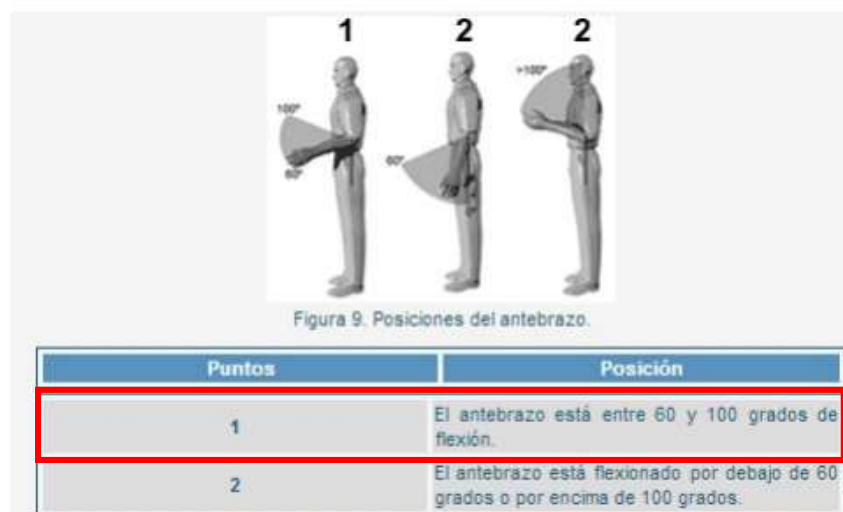 1 2 2
>100°
100°
60°
60°
Figura 9. Posiciones del antebrazo.
Puntos Posición
1 El antebrazo está entre 60 y 100 grados de
flexión.
2 El antebrazo está flexionado por debajo de 60
grados o por encima de 100 grados.